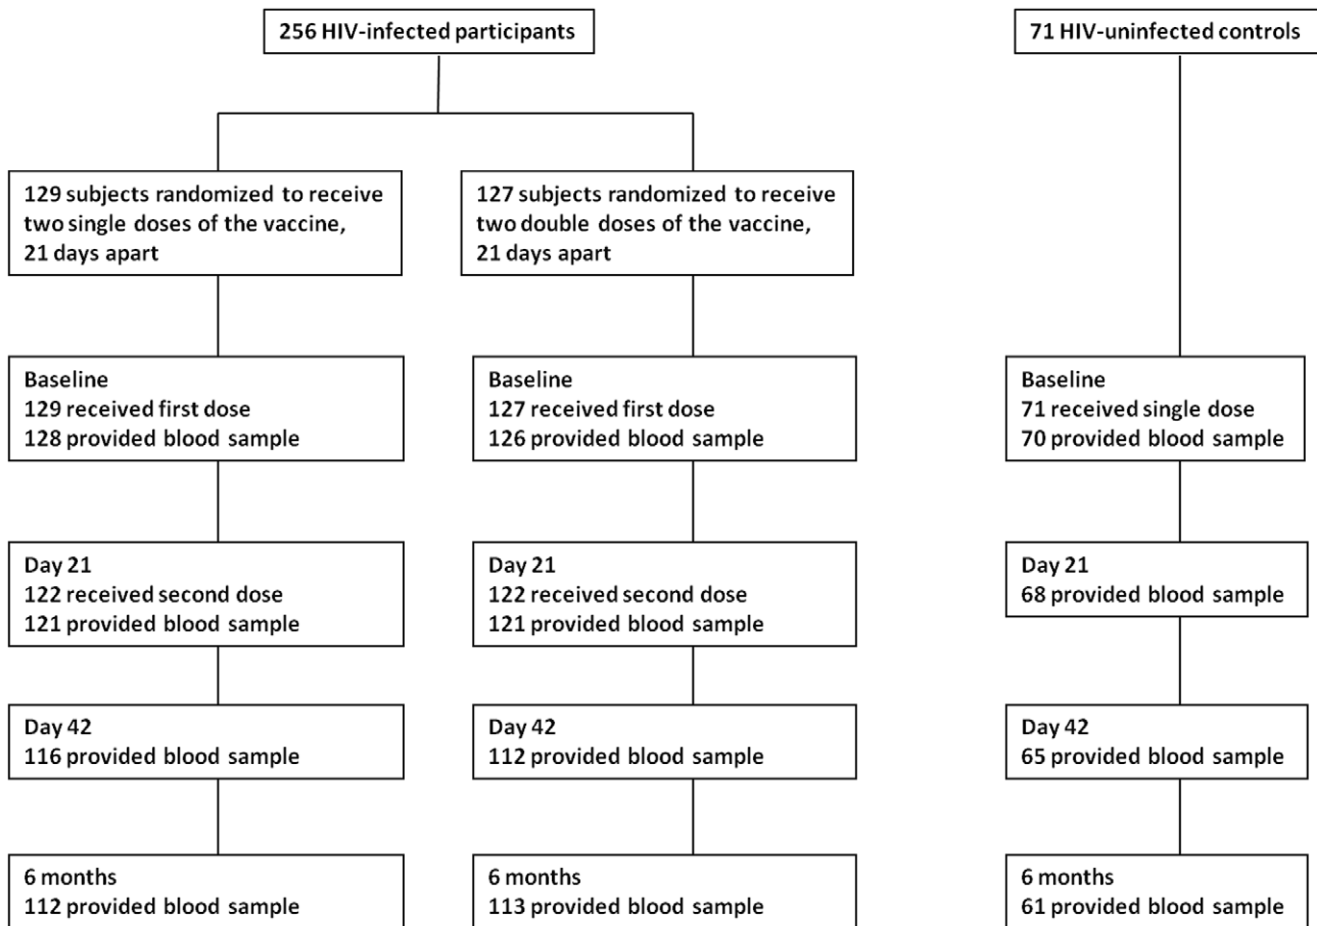 256 HIV-infected participants
71 HIV-uninfected controls
129 subjects randomized to receive
two single doses of the vaccine,
21 days apart
127 subjects randomized to receive
two double doses of the vaccine,
21 days apart
Baseline
129 received first dose
128 provided blood sample
Baseline
127 received first dose
126 provided blood sample
Baseline
71 received single dose
70 provided blood sample
Day 21
122 received second dose
121 provided blood sample
Day 21
122 received second dose
121 provided blood sample
Day 21
68 provided blood sample
Day 42
116 provided blood sample
Day 42
112 provided blood sample
Day 42
65 provided blood sample
6 months
112 provided blood sample
6 months
113 provided blood sample
6 months
61 provided blood sample